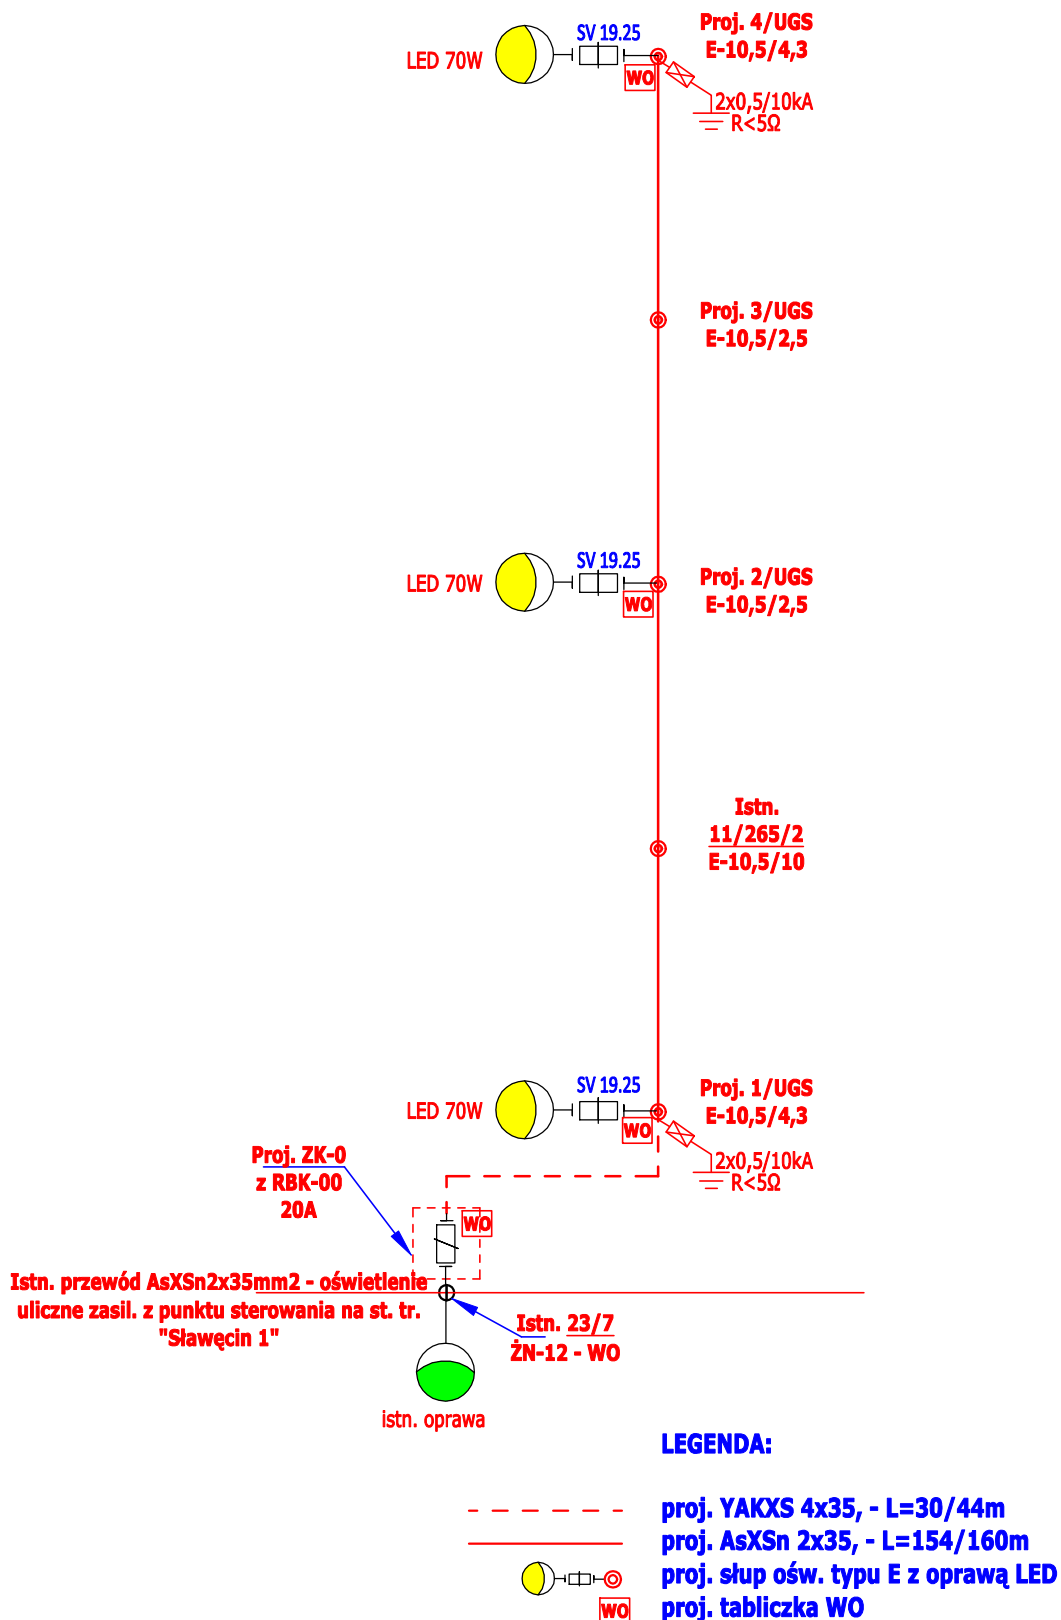 SV 19.25
Proj. 4/UGS
E-10,5/4,3
LED 70W
WO
2x0,5/10kA
R<5Ω
Proj. 3/UGS
E-10,5/2,5
SV 19.25
LED 70W
WO
Proj. 2/UGS
E-10,5/2,5
Istn.
11/265/2
E-10,5/10
SV 19.25
LED 70W
WO
Proj. 1/UGS
E-10,5/4,3
2x0,5/10kA
R<5Ω
Proj. ZK-0
z RBK-00
20A
WO
Istn. przewód AsXSn2x35mm2 - oświetlenie
uliczne zasil. z punktu sterowania na st. tr.
"Sławęcin 1"
Istn. 23/7
ŻN-12 - WO
istn. oprawa
LEGENDA:
proj. YAKXS 4x35, - L=30/44m
proj. AsXSn 2x35, - L=154/160m
proj. słup ośw. typu E z oprawą LED
WO proj. tabliczka WO